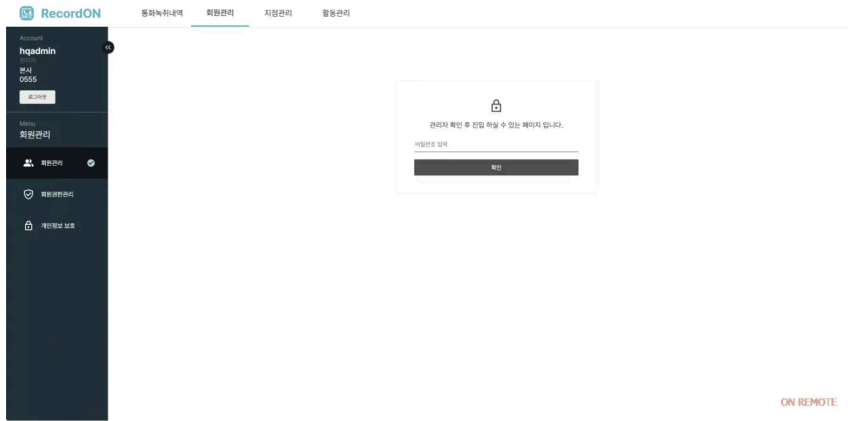 RecordON
통화녹취내역
회원관리
지점관리
활동관리
Account
hqadmin
관리자
본사
0555
로그아웃
Menu
회원관리
회원관리
회원권한관리
개인정보 보호
관리자 확인 후 진입 하실 수 있는 페이지 입니다.
비밀번호 입력
확인
ON REMOTE